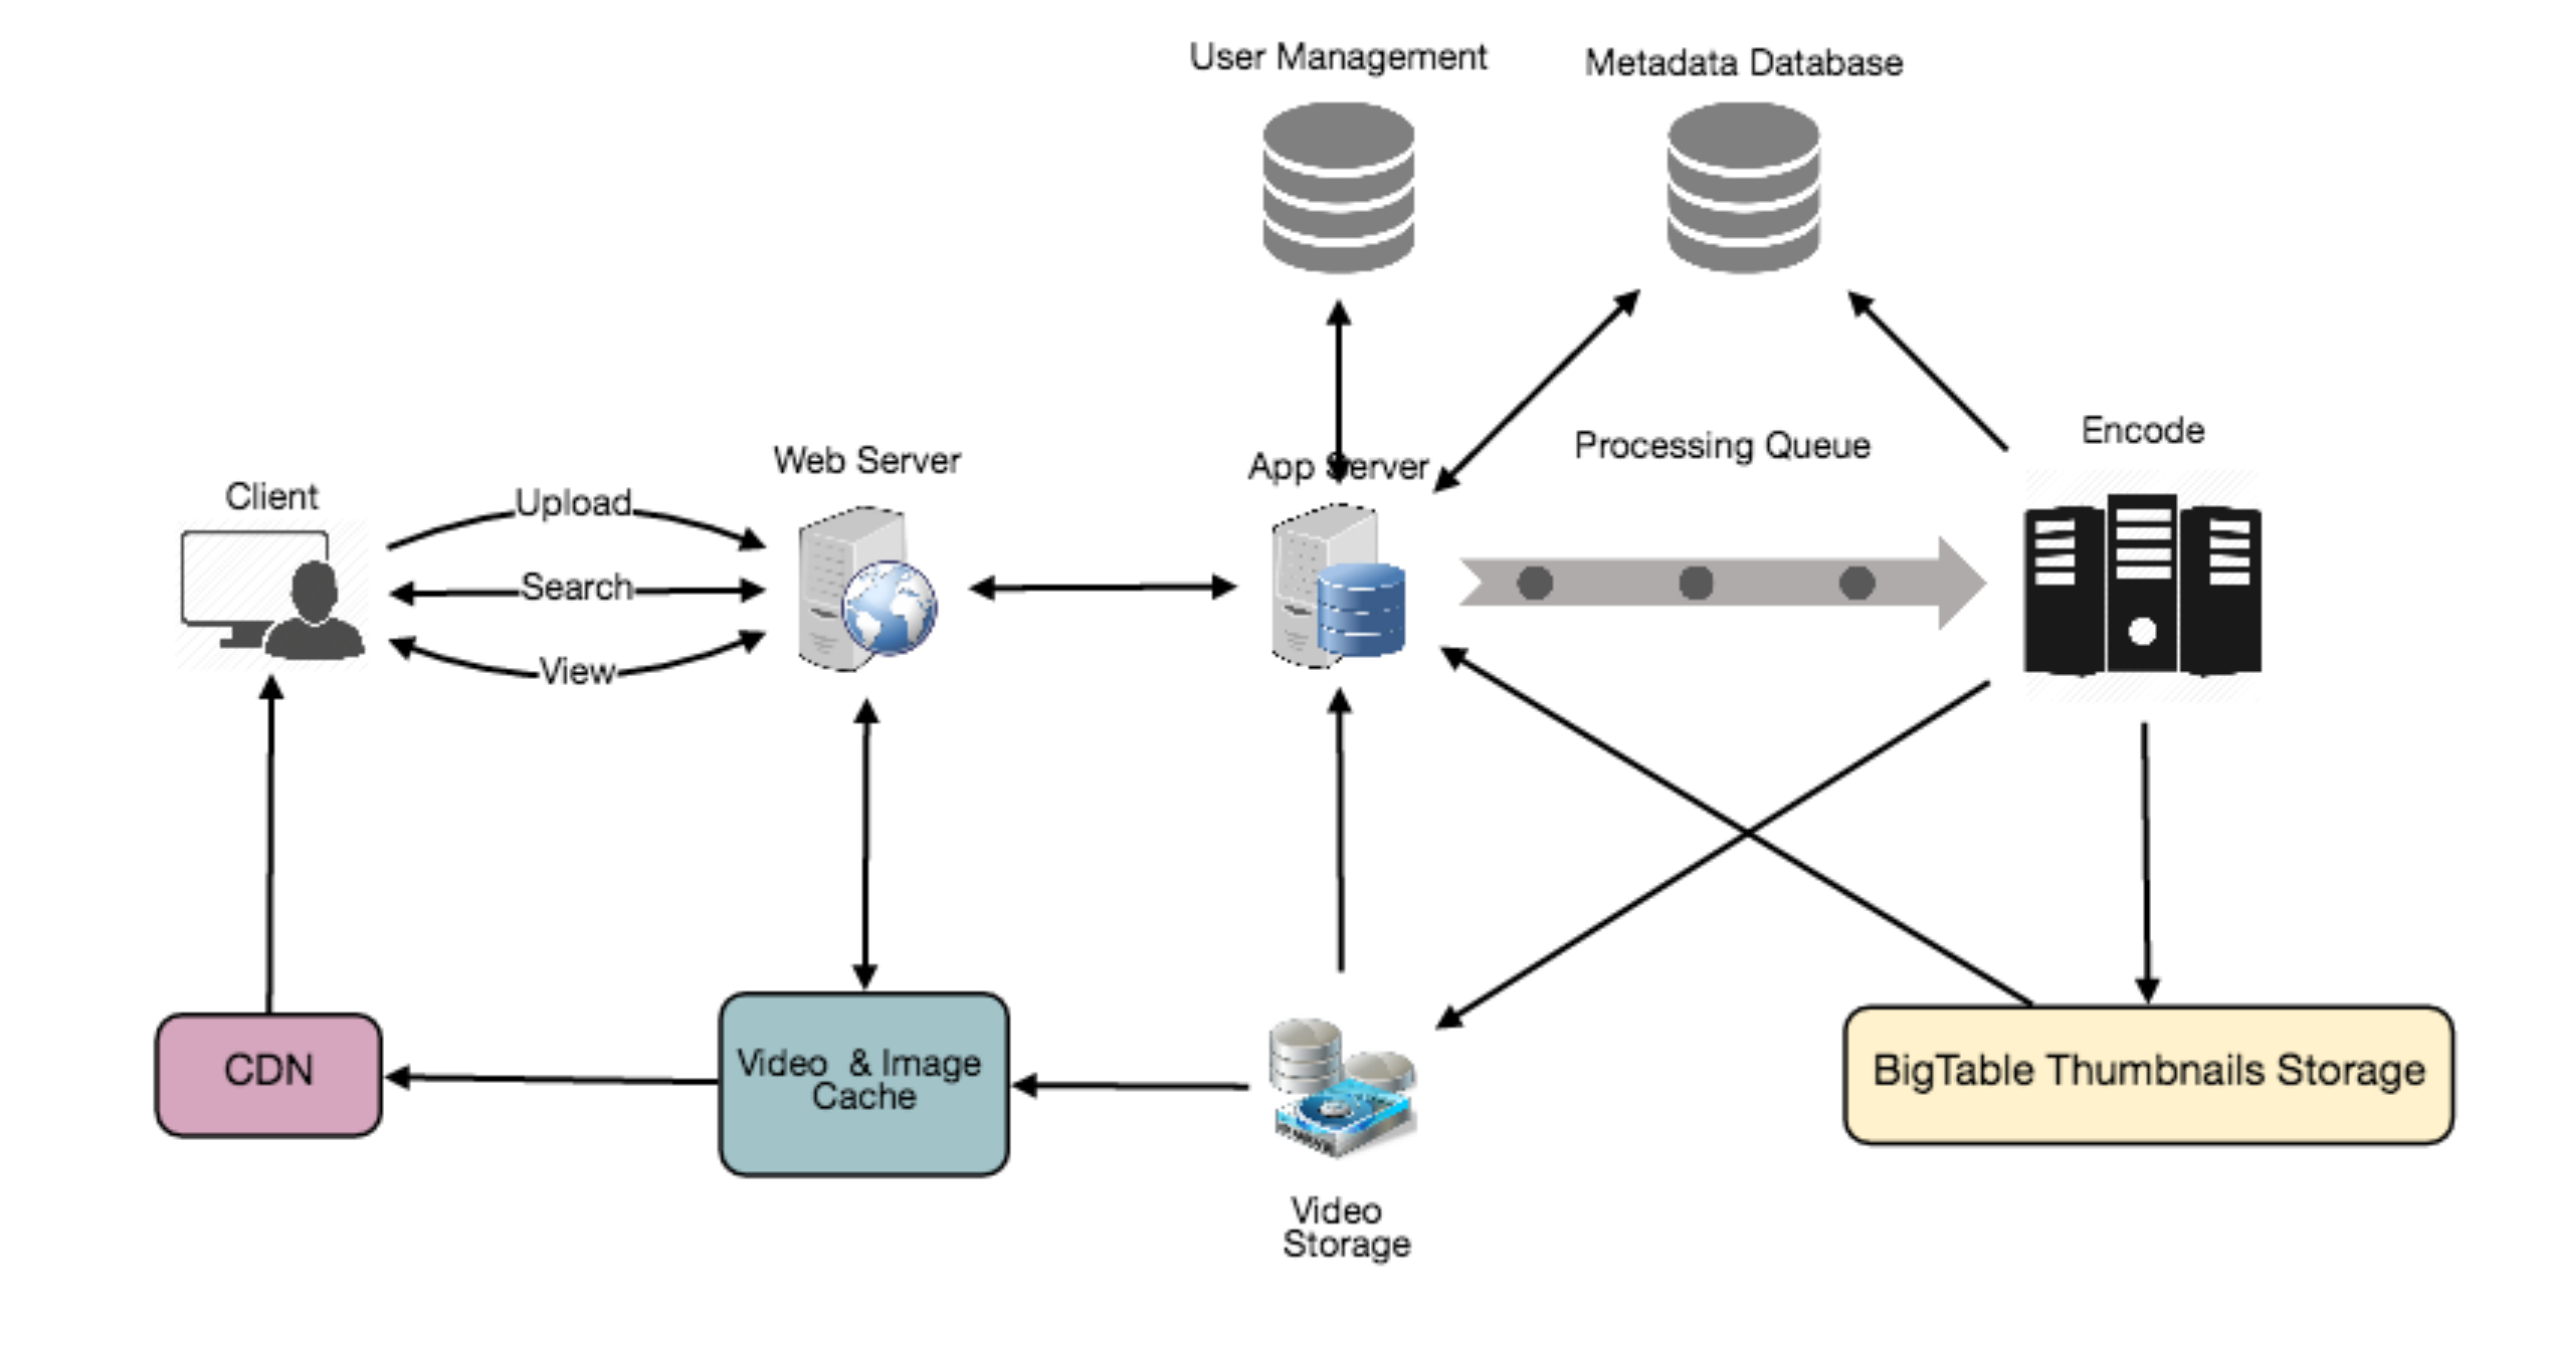 User Management
Metadata Database
Client
Upload
Search
View
Web Server
App Server
Processing Queue
Encode
CDN
Video & Image
Cache
Video
Storage
BigTable Thumbnails Storage